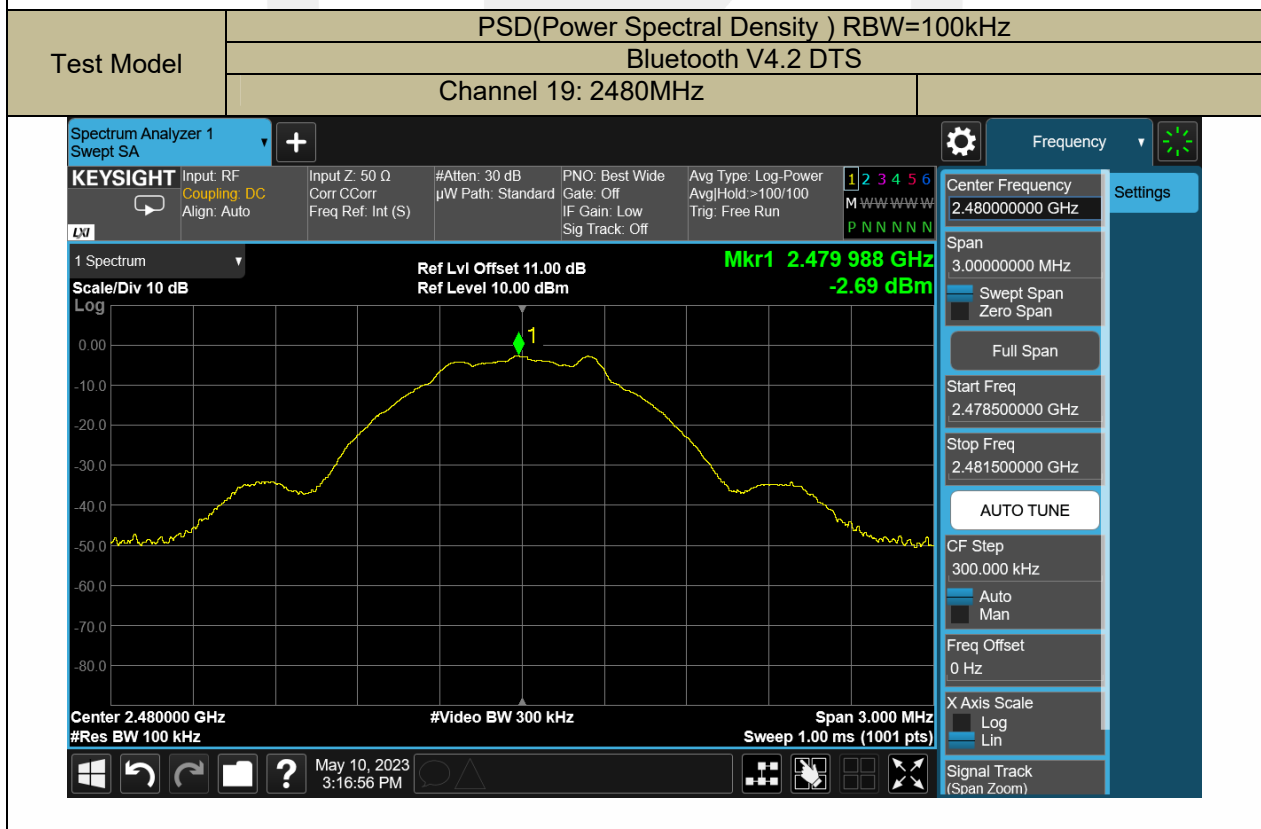 PSD(Power Spectral Density ) RBW=100kHz
Test Model
Bluetooth V4.2 DTS
Channel 19: 2480MHz
Spectrum Analyzer 1
Swept SA
Frequency
KEYSIGHT
LXI
Input: RF
Coupling: DC
Align: Auto
Input Z: 50 Ω
Corr CCorr
Freq Ref: Int (S)
#Atten: 30 dB
µW Path: Standard
PNO: Best Wide
Gate: Off
IF Gain: Low
Sig Track: Off
Avg Type: Log-Power
Avg|Hold:>100/100
Trig: Free Run
1 2 3 4 5 6
M W W W W W
P N N N N N
1 Spectrum
Scale/Div 10 dB
Log
Ref Lvl Offset 11.00 dB
Ref Level 10.00 dBm
Mkr1 2.479 988 GHz
-2.69 dBm
1
0.00
-10.0
-20.0
-30.0
-40.0
-50.0
-60.0
-70.0
-80.0
Center 2.480000 GHz
#Res BW 100 kHz
#Video BW 300 kHz
Span 3.000 MHz
Sweep 1.00 ms (1001 pts)
Center Frequency
2.480000000 GHz
Settings
Span
3.00000000 MHz
Swept Span
Zero Span
Full Span
Start Freq
2.478500000 GHz
Stop Freq
2.481500000 GHz
AUTO TUNE
CF Step
300.000 kHz
Auto
Man
Freq Offset
0 Hz
X Axis Scale
Log
Lin
Signal Track
(Span Zoom)
?
May 10, 2023
3:16:56 PM